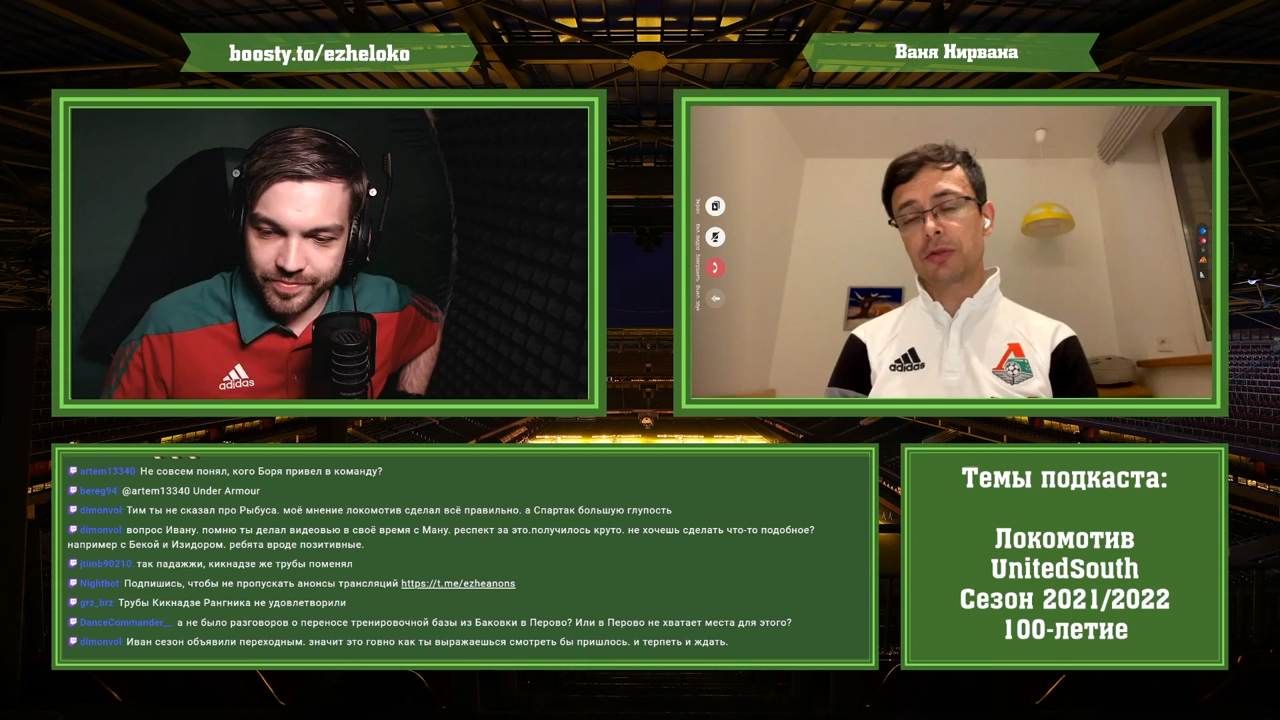 boosty.to/ezheloko
Ваня Нирвана
adidas
adidas
artem13340: Не совсем понял, кого Боря привел в команду?
bereg94: @artem13340 Under Armour
dimonvol: Тим ты не сказал про Рыбуса. моё мнение локомотив сделал всё правильно. а Спартак большую глупость
dimonvol: вопрос Ивану. помню ты делал видеовью в своё время с Ману. респект за это.получилось круто. не хочешь сделать что-то подобное?
например с Бекой и Изидором. ребята вроде позитивные.
jtimb90210: так падажжи, кикнадзе же трубы поменял
Nightbot: Подпишись, чтобы не пропускать анонсы трансляций https://t.me/ezheanons
grz_brz: Трубы Кикнадзе Рангника не удовлетворили
DanceCommander__: а не было разговоров о переносе тренировочной базы из Баковки в Перово? Или в Перово не хватает места для этого?
dimonvol: Иван сезон объявили переходным. значит это говно как ты выражаешься смотреть бы пришлось. и терпеть и ждать.
Темы подкаста:
Локомотив
UnitedSouth
Сезон 2021/2022
100-летие